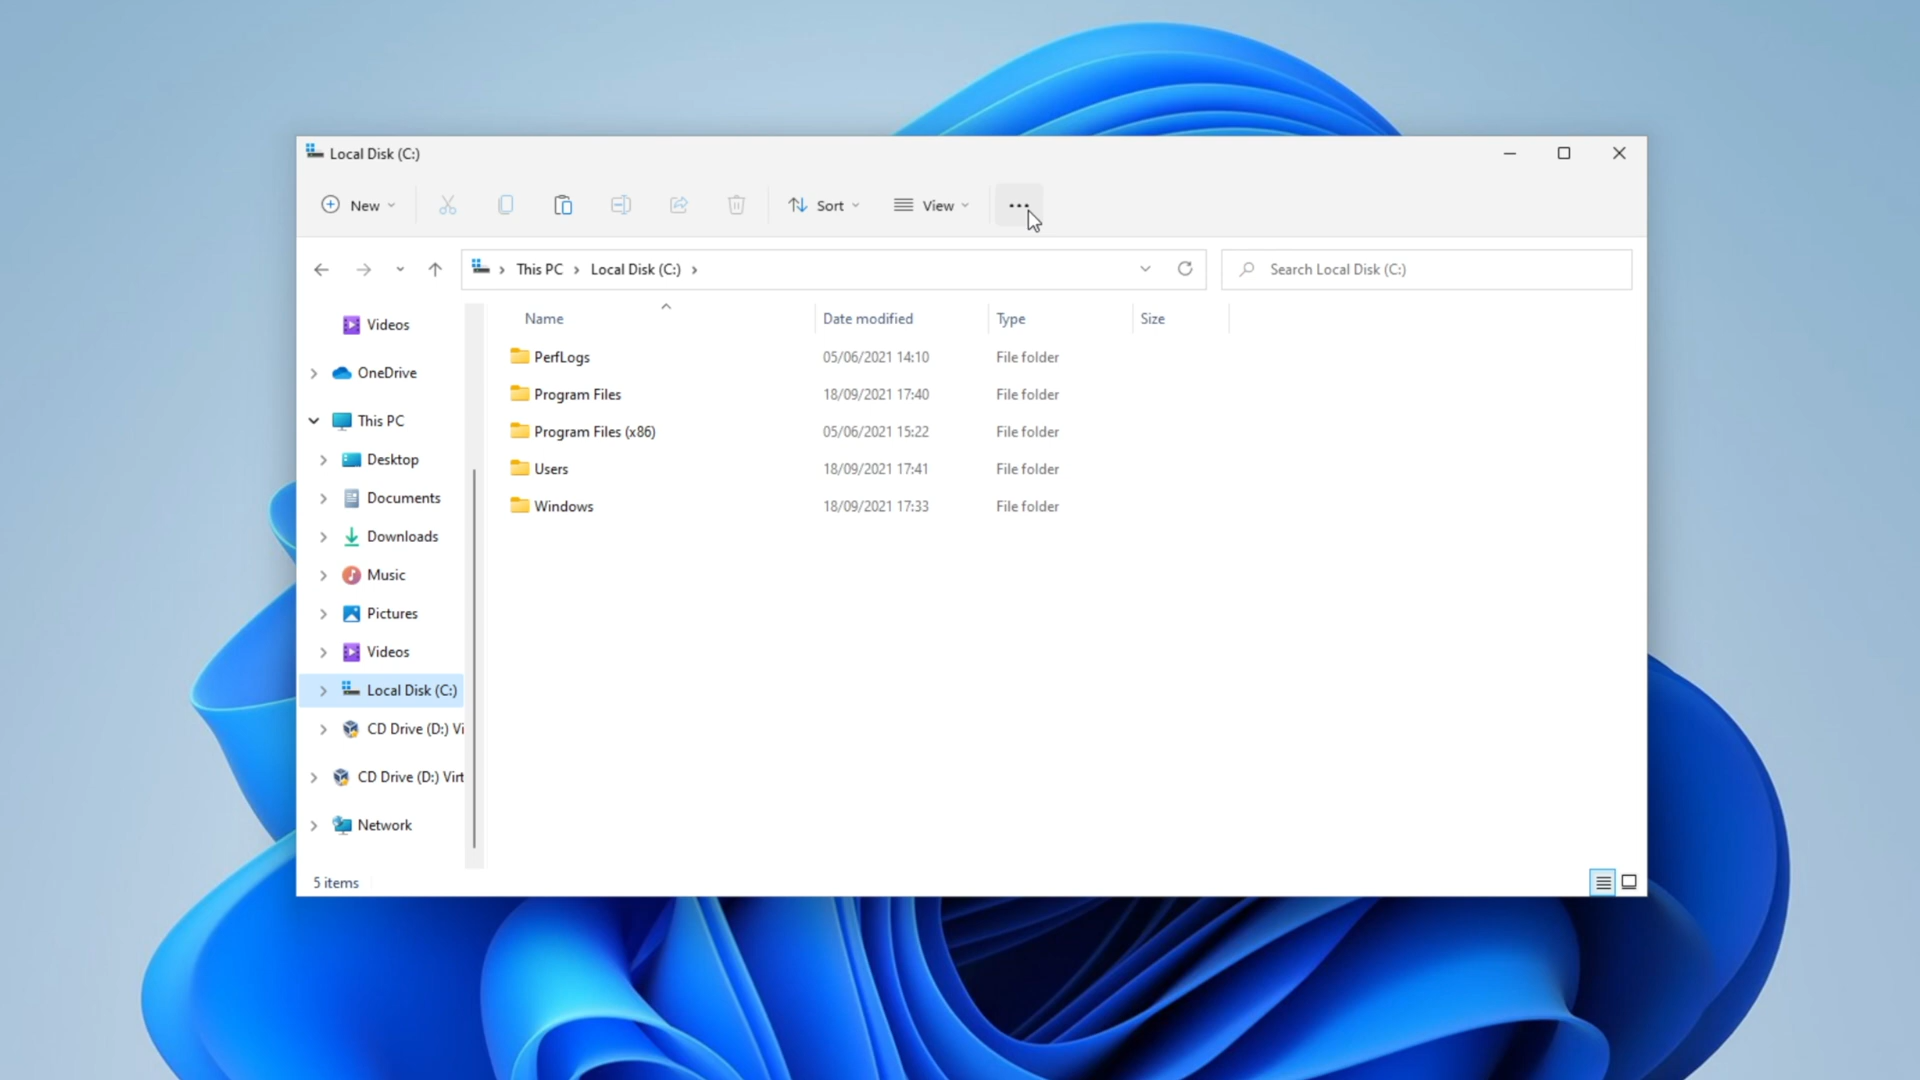 Local Disk (C:)
New Sort View
This PC Local Disk (C:) Search Local Disk (C:)
Name Date modified Type Size
PerfLogs 05/06/2021 14:10 File folder
Program Files 18/09/2021 17:40 File folder
Program Files (x86) 05/06/2021 15:22 File folder
Users 18/09/2021 17:41 File folder
Windows 18/09/2021 17:33 File folder
Videos
OneDrive
This PC
Desktop
Documents
Downloads
Music
Pictures
Videos
Local Disk (C:)
CD Drive (D:) Vi
CD Drive (D:) Virt
Network
5 items